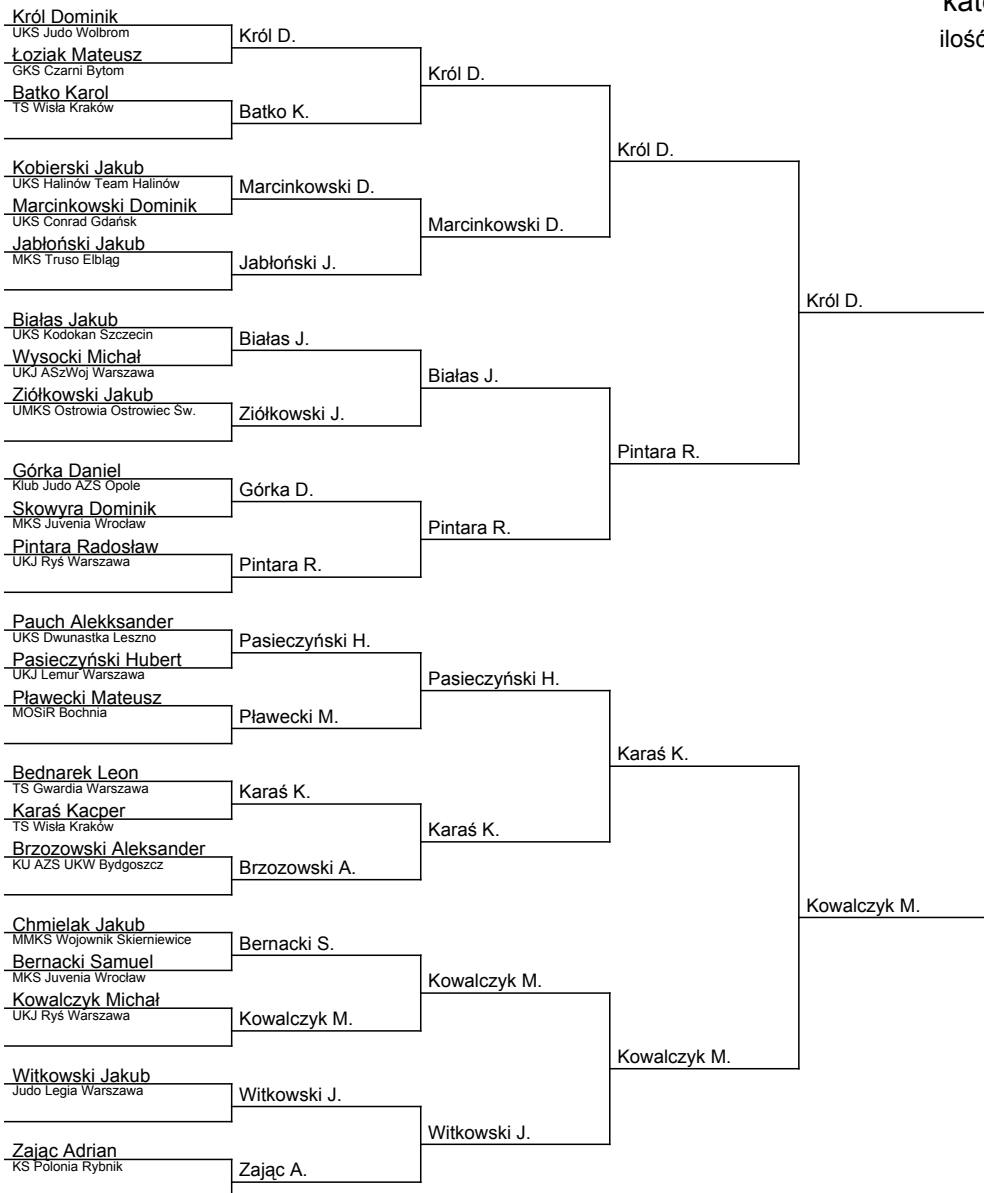 kate
ilość
Król Dominik
UKS Judo Wolbrom
Łoziak Mateusz
GKS Czarni Bytom
Batko Karol
TS Wisła Kraków
Kobierski Jakub
UKS Halinów Team Halinów
Marcinkowski Dominik
UKS Conrad Gdańsk
Jabłoński Jakub
MKS Truso Elbląg
Białas Jakub
UKS Kodokan Szczecin
Wysocki Michał
UKJ ASzWoj Warszawa
Ziółkowski Jakub
UMKS Ostrowia Ostrowiec Św.
Górka Daniel
Klub Judo AZS Opole
Skowyra Dominik
MKS Juvenia Wrocław
Pintara Radosław
UKJ Ryś Warszawa
Pauch Alekksander
UKS Dwunastka Leszno
Pasieczyński Hubert
UKJ Lemur Warszawa
Pławecki Mateusz
MOSiR Bochnia
Bednarek Leon
TS Gwardia Warszawa
Karaś Kacper
TS Wisła Kraków
Brzozowski Aleksander
KU AZS UKW Bydgoszcz
Chmielak Jakub
MMKS Wojownik Skierniewice
Bernacki Samuel
MKS Juvenia Wrocław
Kowalczyk Michał
UKJ Ryś Warszawa
Witkowski Jakub
Judo Legia Warszawa
Zając Adrian
KS Polonia Rybnik
Król D.
Batko K.
Marcinkowski D.
Jabłoński J.
Białas J.
Ziółkowski J.
Górka D.
Pintara R.
Pasieczyński H.
Pławecki M.
Karaś K.
Brzozowski A.
Bernacki S.
Kowalczyk M.
Witkowski J.
Zając A.
Król D.
Marcinkowski D.
Białas J.
Pintara R.
Pasieczyński H.
Karaś K.
Kowalczyk M.
Witkowski J.
Król D.
Pintara R.
Karaś K.
Kowalczyk M.
Król D.
Kowalczyk M.